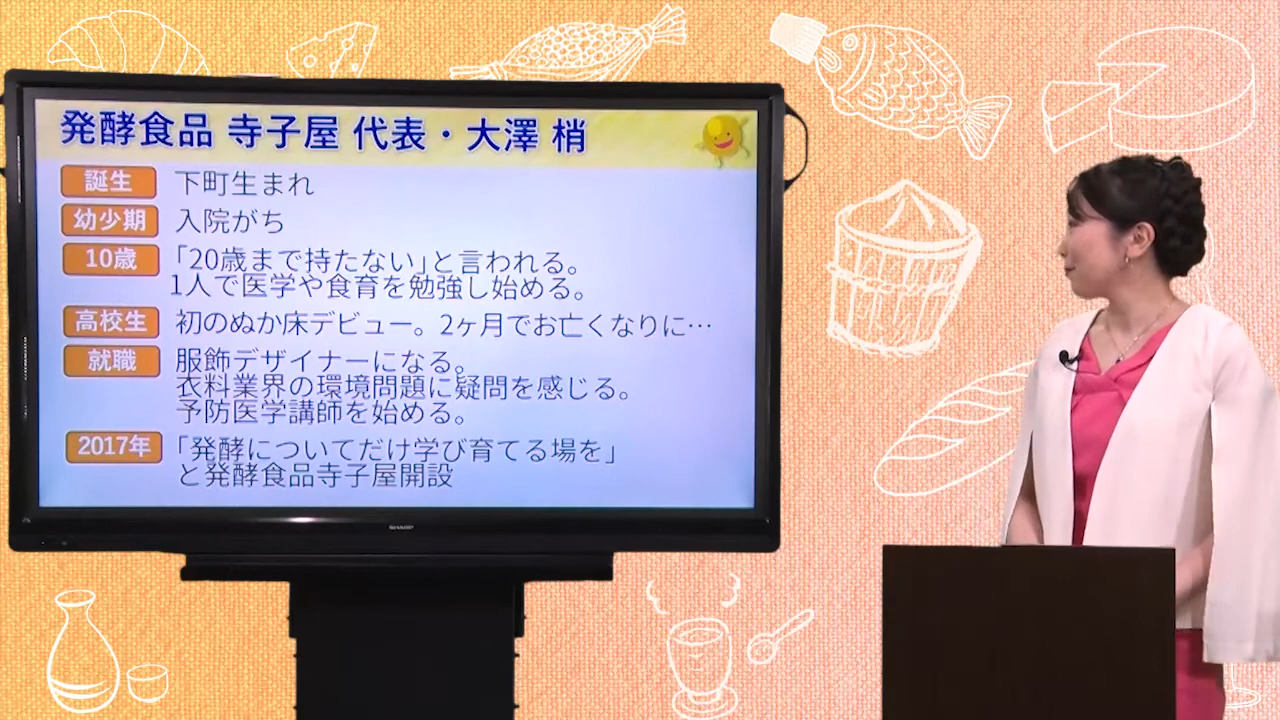 発酵食品 寺子屋 代表・大澤 梢
誕生 下町生まれ
幼少期 入院がち
10歳 「20歳まで持たない」と言われる。
1人で医学や食育を勉強し始める。
高校生 初のぬか床デビュー。2ヶ月でお亡くなりに…
就職 服飾デザイナーになる。
衣料業界の環境問題に疑問を感じる。
予防医学講師を始める。
2017年 「発酵についてだけ学び育てる場を」
と発酵食品寺子屋開設
SHARP